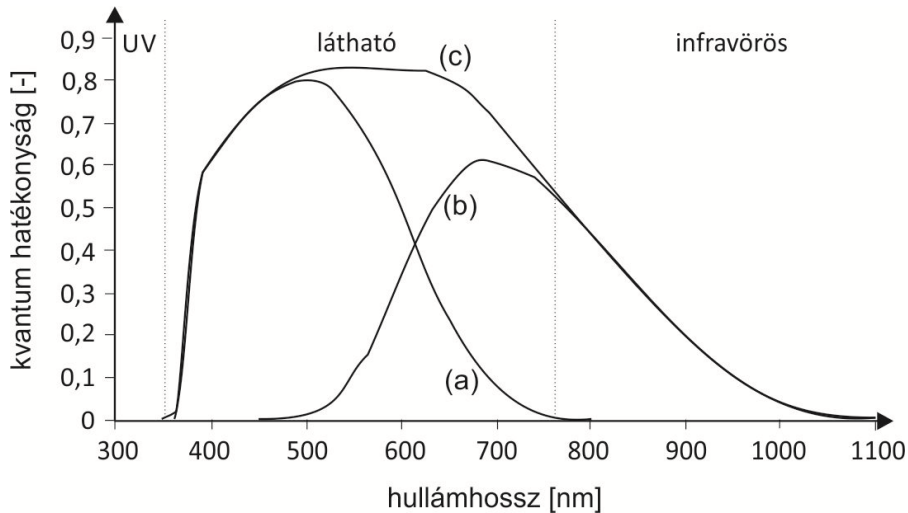 UV látható infravörös
kvantum hatékonyság [-]
0,9
0,8
0,7
0,6
0,5
0,4
0,3
0,2
0,1
0
(c)
(b)
(a)
300 400 500 600 700 800 900 1000 1100
hullámhossz [nm]